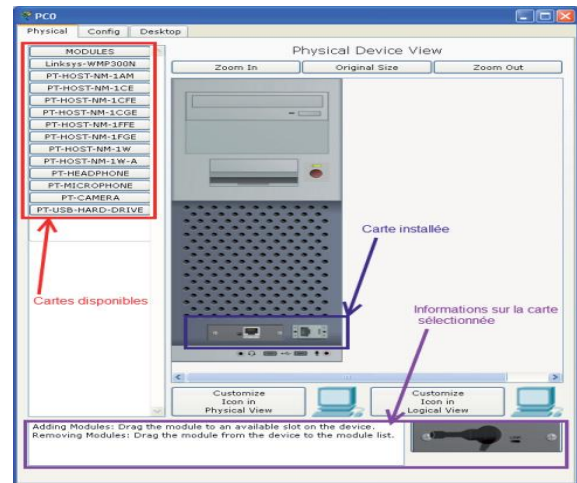 PC0
Physical Config Desktop
MODULES
Linksys-WMP300N
PT-HOST-NM-1AM
PT-HOST-NM-1CE
PT-HOST-NM-1CFE
PT-HOST-NM-1CGE
PT-HOST-NM-1FFE
PT-HOST-NM-1FGE
PT-HOST-NM-1W
PT-HOST-NM-1W-A
PT-HEADPHONE
PT-MICROPHONE
PT-CAMERA
PT-USB-HARD-DRIVE
Cartes disponibles
Physical Device View
Zoom In Original Size Zoom Out
Carte installée
Informations sur la carte
sélectionnée
Customize
Icon in
Physical View
Customize
Icon in
Logical View
Adding Modules: Drag the module to an available slot on the device.
Removing Modules: Drag the module from the device to the module list.